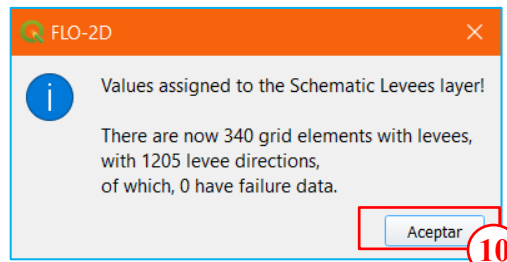 FLO-2D
Values assigned to the Schematic Levees layer!
There are now 340 grid elements with levees,
with 1205 levee directions,
of which, 0 have failure data.
Aceptar
10